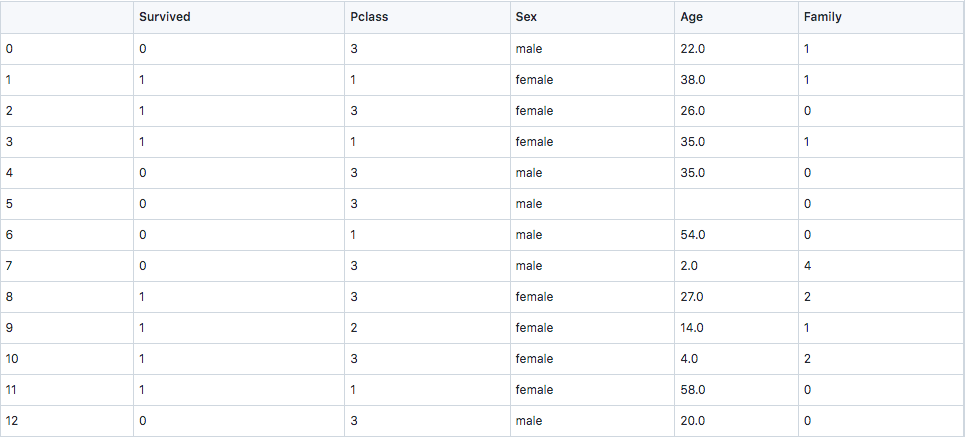 Survived Pclass Sex Age Family
0 0 3 male 22.0 1
1 1 1 female 38.0 1
2 1 3 female 26.0 0
3 1 1 female 35.0 1
4 0 3 male 35.0 0
5 0 3 male 0
6 0 1 male 54.0 0
7 0 3 male 2.0 4
8 1 3 female 27.0 2
9 1 2 female 14.0 1
10 1 3 female 4.0 2
11 1 1 female 58.0 0
12 0 3 male 20.0 0